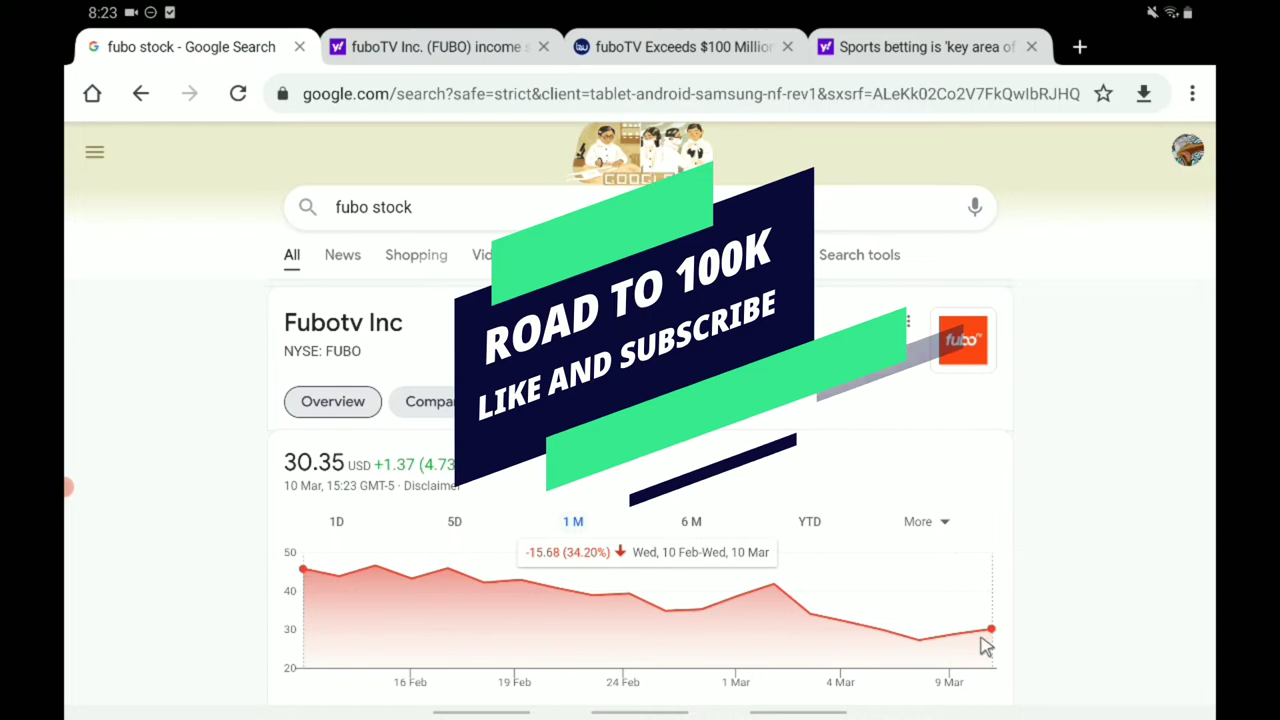 8:23
fubo stock - Google Search
fuboTV Inc. (FUBO) income
fuboTV Exceeds $100 Millio
Sports betting is 'key area of
google.com/search?safe=strict&client=tablet-android-samsung-nf-rev1&sxsrf=ALeKk02Co2V7FkQwIbRJHQ
GOOGLE
fubo stock
All News Shopping Search tools
Fubotv Inc
NYSE: FUBO
fubo TV
Overview
ROAD TO 100K
LIKE AND SUBSCRIBE
30.35 USD +1.37 (4.73
10 Mar, 15:23 GMT-5 · Disclaimer
1D 5D 1 M 6 M YTD More
-15.68 (34.20%) Wed, 10 Feb-Wed, 10 Mar
50
40
30
20
16 Feb 19 Feb 24 Feb 1 Mar 4 Mar 9 Mar